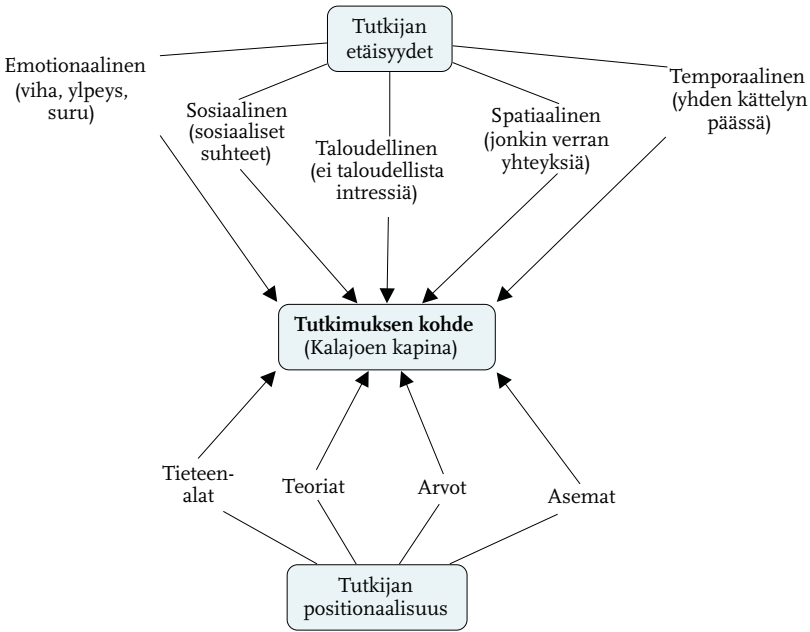 Tutkijan
etäisyydet
Emotionaalinen
(viha, ylpeys,
suru)
Sosiaalinen
(sosiaaliset
suhteet)
Taloudellinen
(ei taloudellista
intressiä)
Spatiaalinen
(jonkin verran
yhteyksiä)
Temporaalinen
(yhden kättelyn
päässä)
Tutkimuksen kohde
(Kalajoen kapina)
Tieteen-
alat
Teoriat
Arvot
Asemat
Tutkijan
positionaalisuus